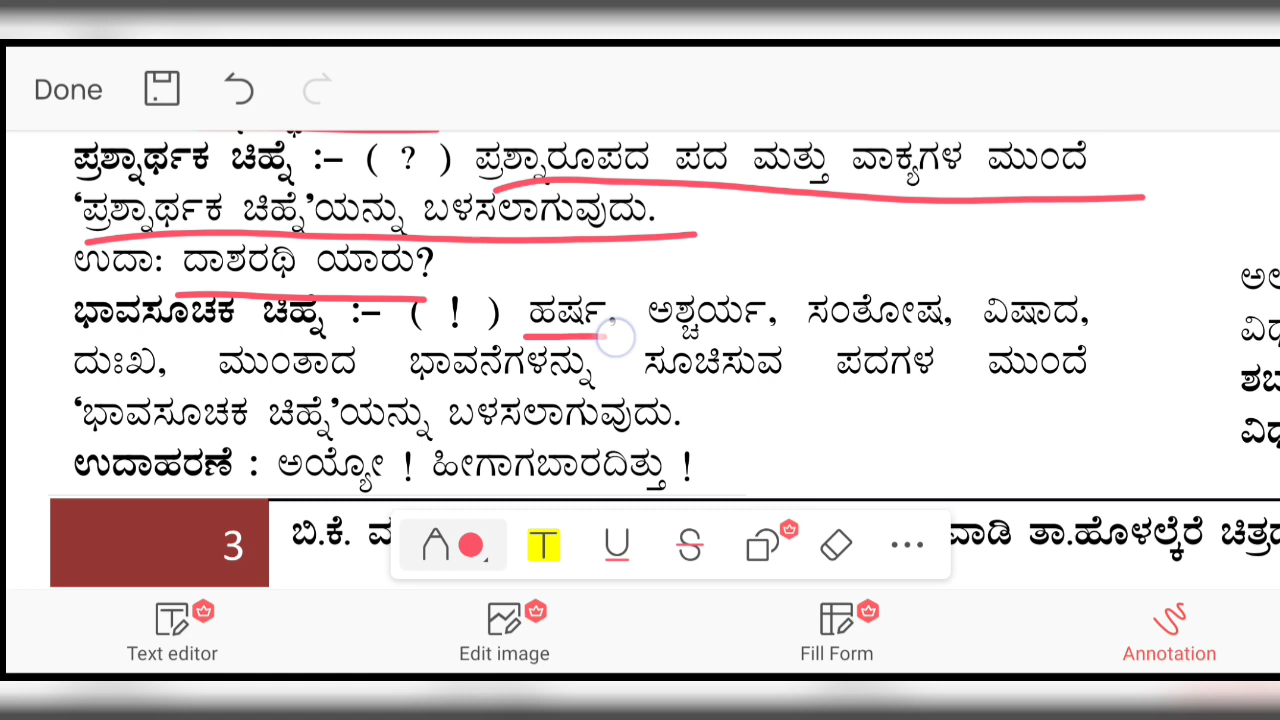 Done
ಪ್ರಶ್ನಾರ್ಥಕ ಚಿಹ್ನೆ :– ( ? ) ಪ್ರಶ್ನಾರೂಪದ ಪದ ಮತ್ತು ವಾಕ್ಯಗಳ ಮುಂದೆ
‘ಪ್ರಶ್ನಾರ್ಥಕ ಚಿಹ್ನೆ’ಯನ್ನು ಬಳಸಲಾಗುವುದು.
ಉದಾ: ದಾಶರಥಿ ಯಾರು?
ಭಾವಸೂಚಕ ಚಿಹ್ನೆ :– ( ! ) ಹರ್ಷ, ಅಶ್ಚರ್ಯ, ಸಂತೋಷ, ವಿಷಾದ,
ದುಃಖ, ಮುಂತಾದ ಭಾವನೆಗಳನ್ನು ಸೂಚಿಸುವ ಪದಗಳ ಮುಂದೆ
‘ಭಾವಸೂಚಕ ಚಿಹ್ನೆ’ಯನ್ನು ಬಳಸಲಾಗುವುದು.
ಉದಾಹರಣೆ : ಅಯ್ಯೋ ! ಹೀಗಾಗಬಾರದಿತ್ತು !
3 ಬಿ.ಕೆ. ತಾ.ಹೊಳಲ್ಕೆರೆ
Text editor Edit image Fill Form Annotation